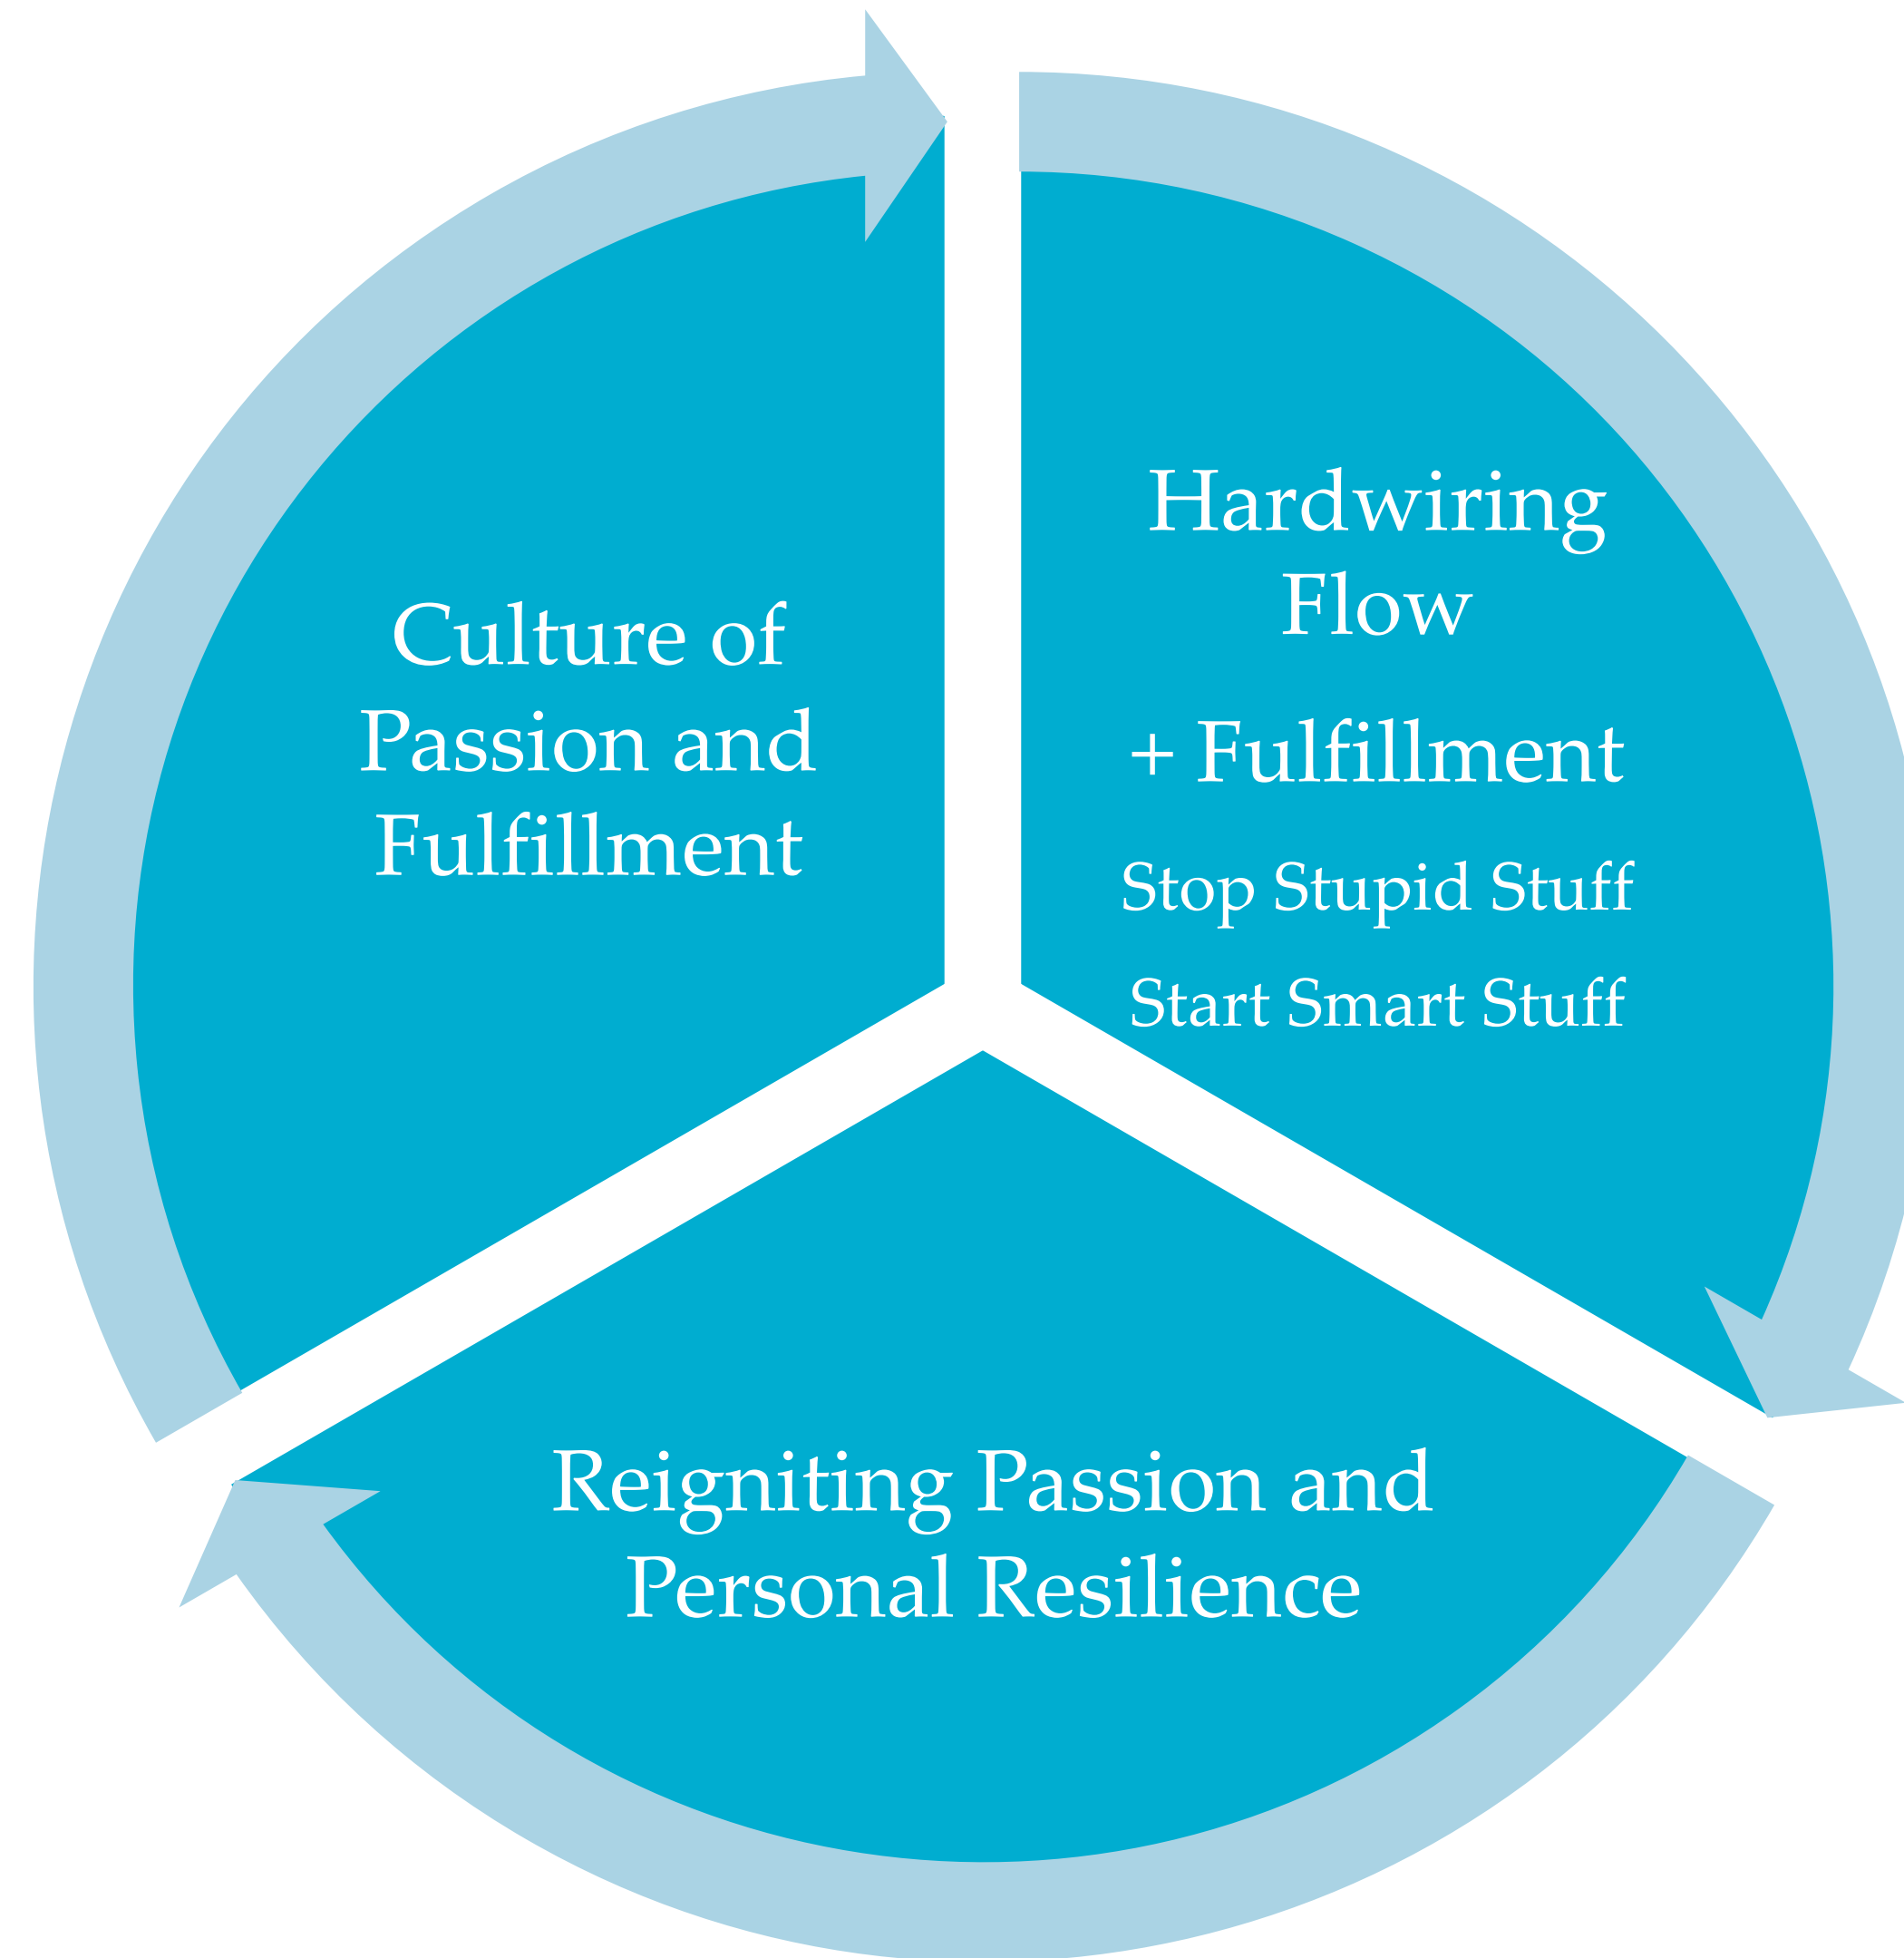 Culture of
Passion and
Fulfillment
Hardwiring
Flow
+ Fulfillment
Stop Stupid Stuff
Start Smart Stuff
Reigniting Passion and
Personal Resilience